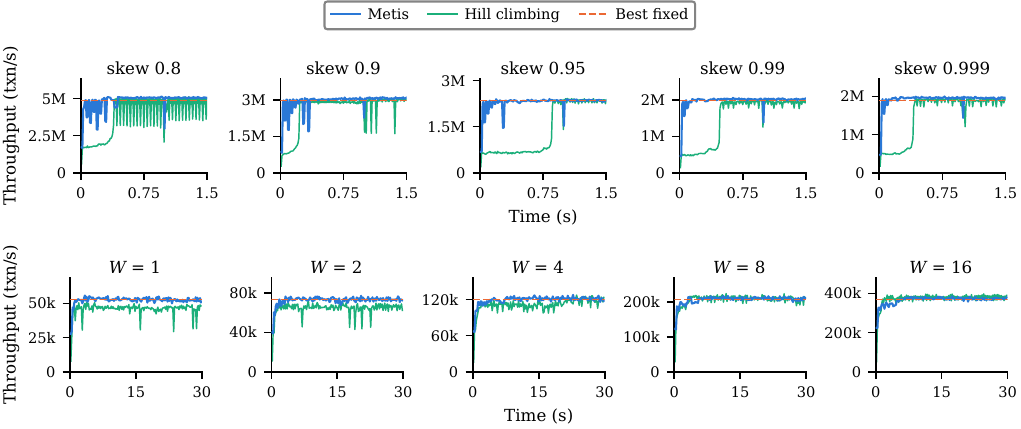 Metis Hill climbing Best fixed
Throughput (txn/s)
skew 0.8
5M
2.5M
0
0 0.75 1.5
skew 0.9
3M
1.5M
0
0 0.75 1.5
skew 0.95
3M
1.5M
0
0 0.75 1.5
skew 0.99
2M
1M
0
0 0.75 1.5
skew 0.999
2M
1M
0
0 0.75 1.5
Time (s)
Throughput (txn/s)
W = 1
50k
25k
0
0 15 30
W = 2
80k
40k
0
0 15 30
W = 4
120k
60k
0
0 15 30
W = 8
200k
100k
0
0 15 30
W = 16
400k
200k
0
0 15 30
Time (s)